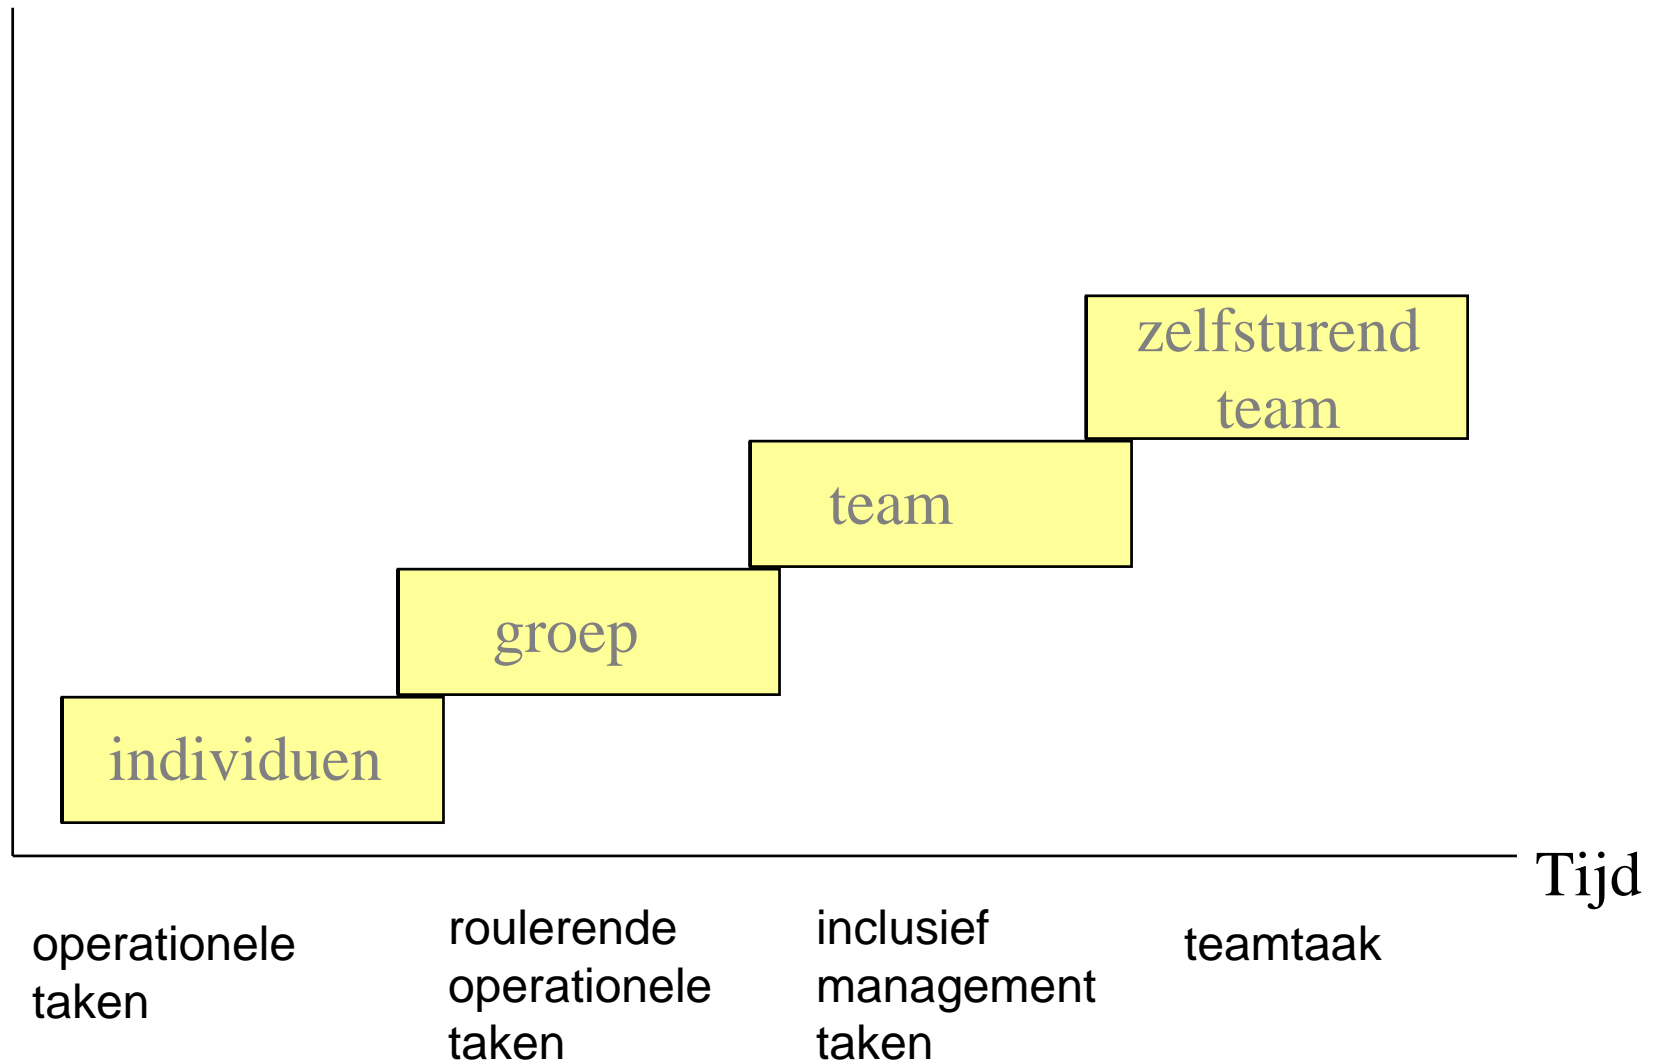 zelfsturend
team
team
groep
individuen
Tijd
operationele
taken
roulerende
operationele
taken
inclusief
management
taken
teamtaak